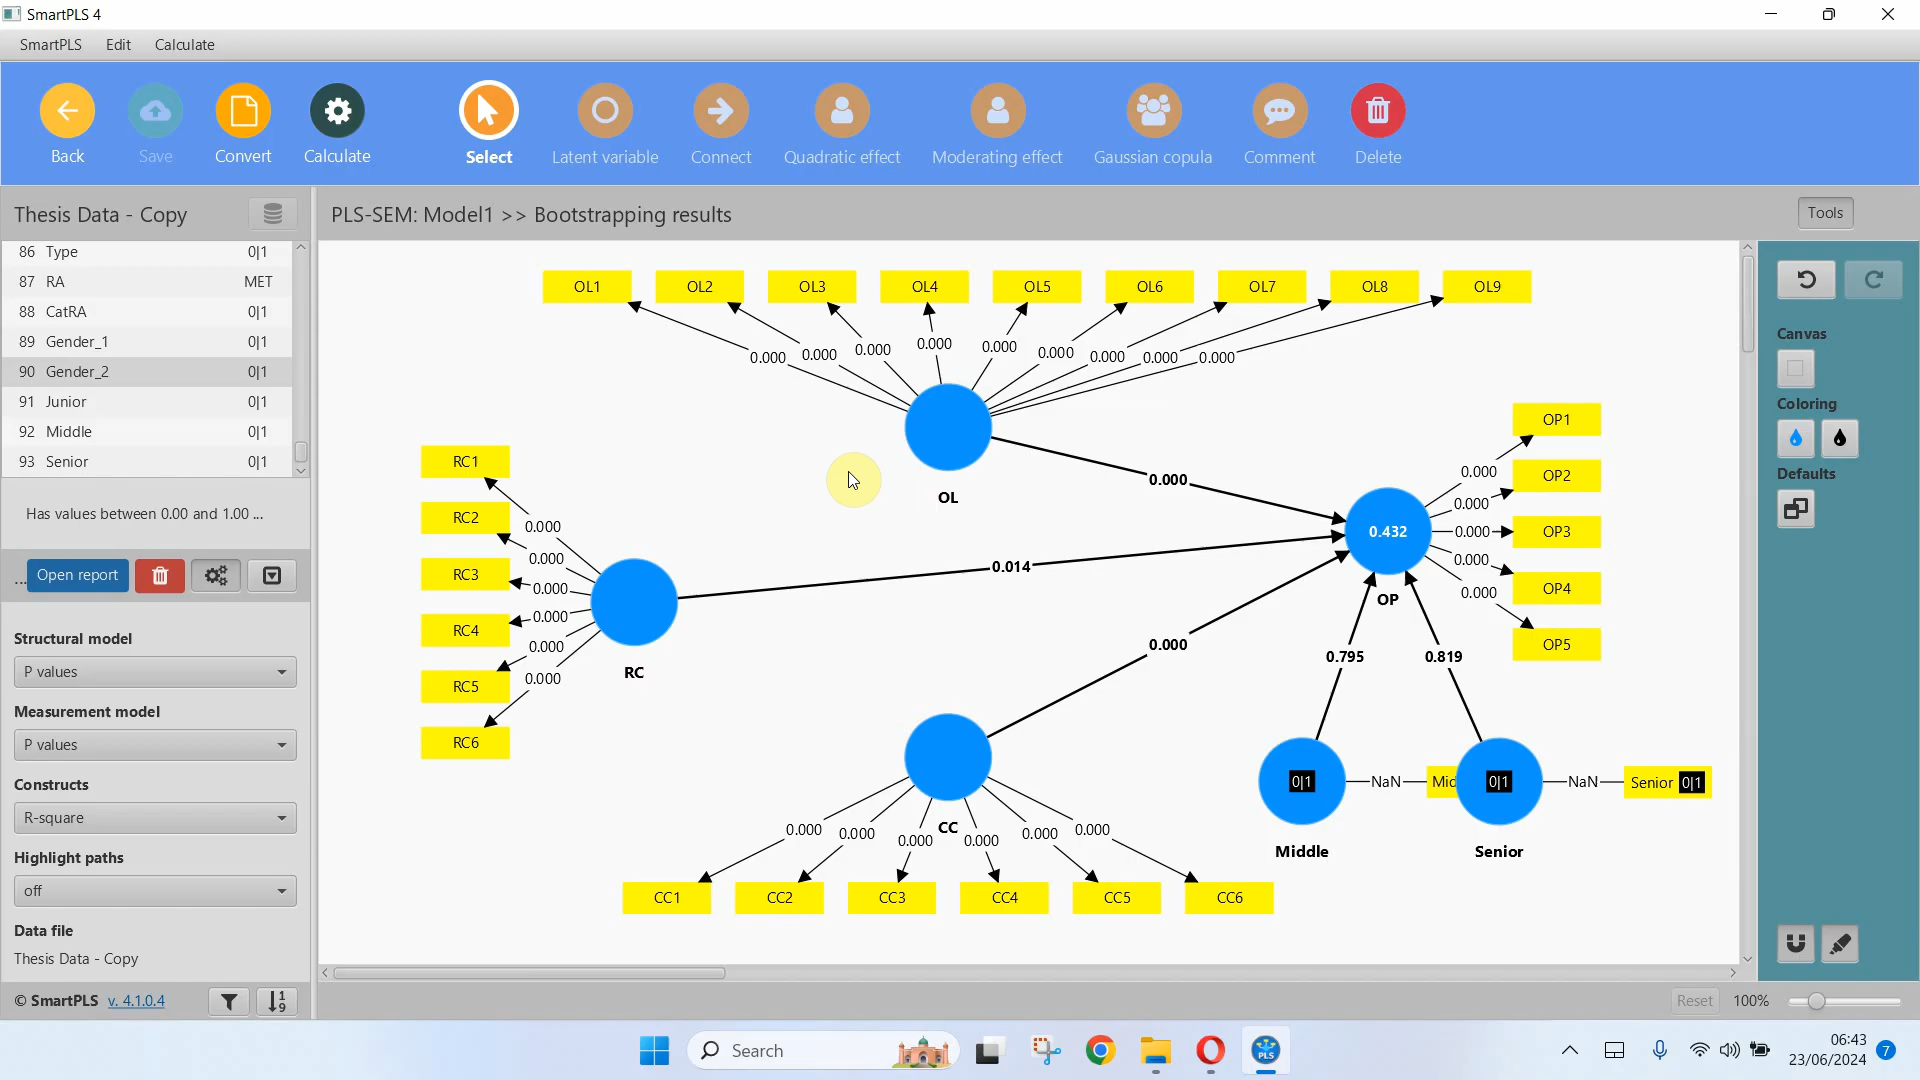 SmartPLS 4
SmartPLS Edit Calculate
Back Save Convert Calculate Select Latent variable Connect Quadratic effect Moderating effect Gaussian copula Comment Delete
Thesis Data - Copy
PLS-SEM: Model1 >> Bootstrapping results
Tools
86 Type 0|1
87 RA MET
88 CatRA 0|1
89 Gender_1 0|1
90 Gender_2 0|1
91 Junior 0|1
92 Middle 0|1
93 Senior 0|1
Has values between 0.00 and 1.00 ...
... Open report
Structural model
P values
Measurement model
P values
Constructs
R-square
Highlight paths
off
Data file
Thesis Data - Copy
© SmartPLS v. 4.1.0.4
OL1 OL2 OL3 OL4 OL5 OL6 OL7 OL8 OL9
0.000 0.000 0.000 0.000 0.000 0.000 0.000 0.000 0.000
OL
RC1
RC2
RC3
RC4
RC5
RC6
0.000
0.000
0.000
0.000
0.000
0.000
RC
0.000
0.014
0.000
0.432
OP
0.000
0.000
0.000
0.000
0.000
OP1
OP2
OP3
OP4
OP5
0.795 0.819
0|1 NaN Mid 0|1 NaN Senior 0|1
Middle Senior
CC
0.000 0.000 0.000 0.000 0.000 0.000
CC1 CC2 CC3 CC4 CC5 CC6
Canvas
Coloring
Defaults
Reset 100%
Search
PLS
06:43
23/06/2024
7